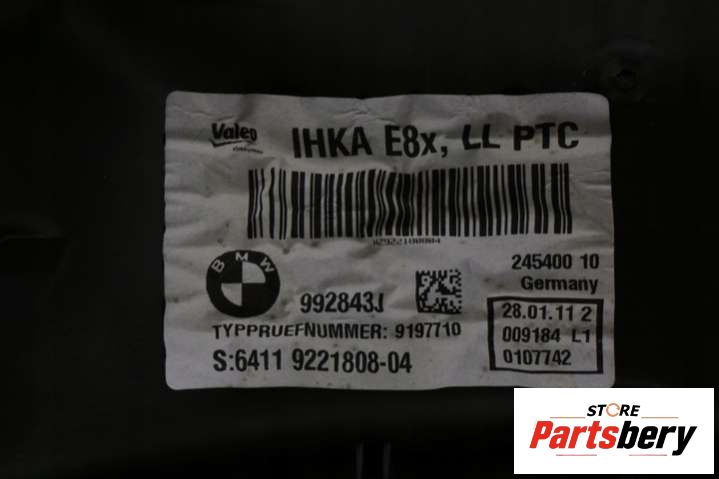 Valeo
IHKA E8x, LL PTC
BMW
992843J
245400 10
Germany
TYPPRUEFNUMMER: 9197710
S:6411 9221808-04
28.01.11 2
009184 L1
0107742
STORE
Partsbery